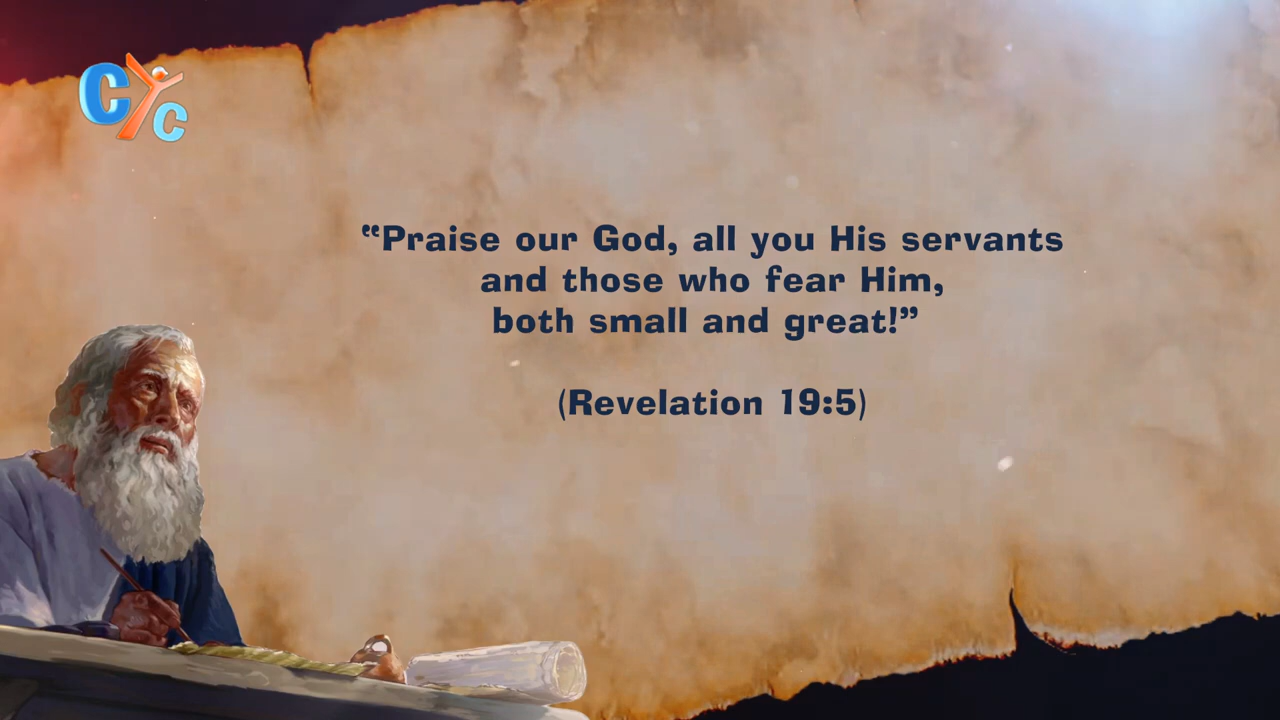 CYC
“Praise our God, all you His servants
and those who fear Him,
both small and great!”
(Revelation 19:5)